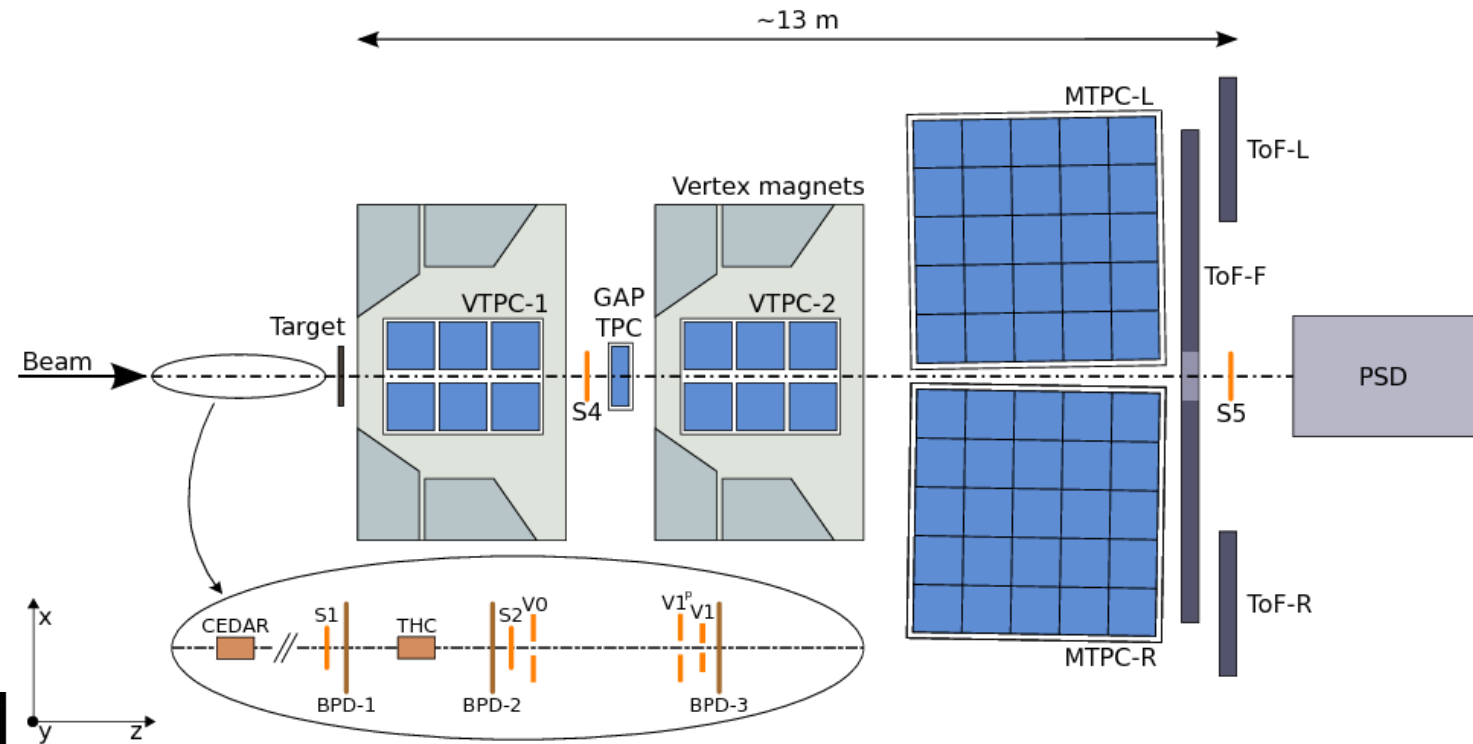 ~13 m
MTPC-L
ToF-L
Vertex magnets
ToF-F
VTPC-1
GAP
TPC
VTPC-2
Target
Beam
S4
PSD
S5
S1
S2
V0
V1ᴾ
V1
CEDAR
THC
ToF-R
MTPC-R
BPD-1
BPD-2
BPD-3
x
y
z